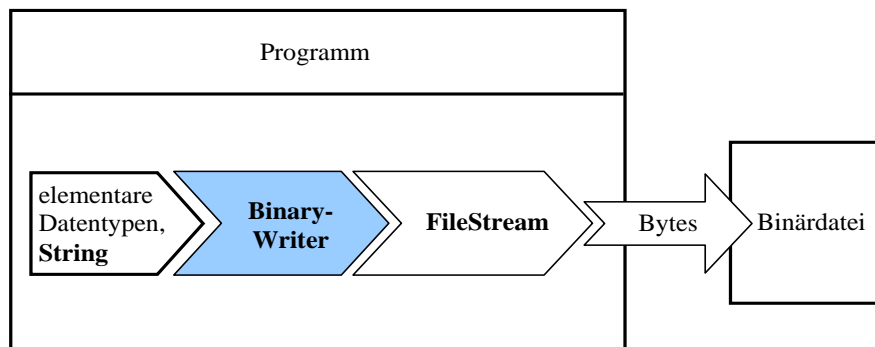 Programm
elementare
Datentypen,
String
Binary-
Writer
FileStream
Bytes
Binärdatei